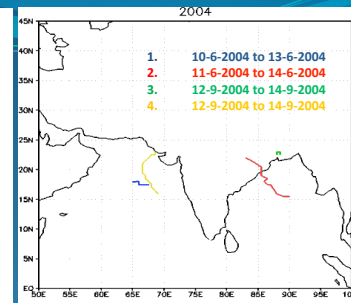 2004
45N
40N
35N
30N
25N
20N
15N
10N
5N
EQ
1. 10-6-2004 to 13-6-2004
2. 11-6-2004 to 14-6-2004
3. 12-9-2004 to 14-9-2004
4. 12-9-2004 to 14-9-2004
50E 55E 60E 65E 70E 75E 80E 85E 90E 95E